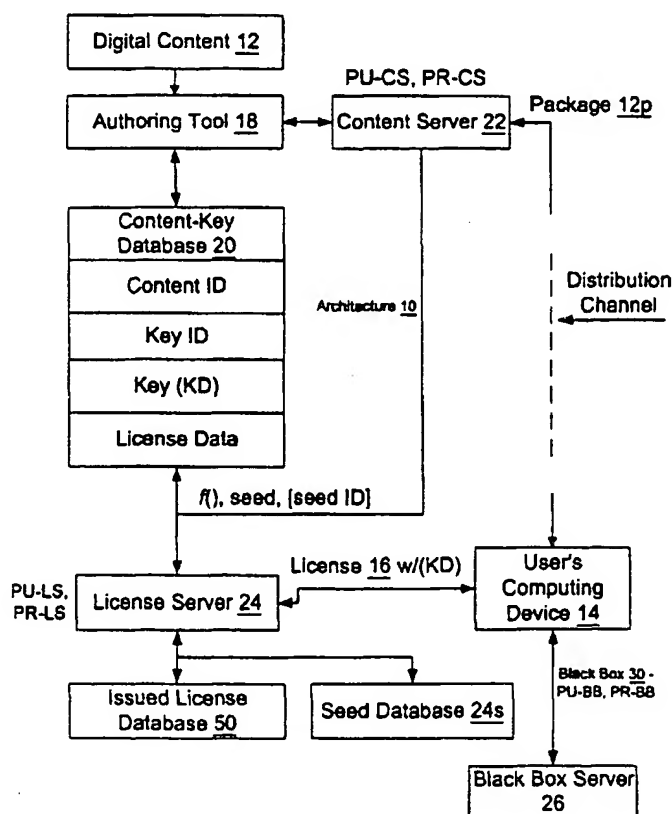 Digital Content 12
PU-CS, PR-CS
Package 12p
Authoring Tool 18
Content Server 22
Content-Key
Database 20
Content ID
Key ID
Key (KD)
License Data
Architecture 10
Distribution
Channel
f(), seed, [seed ID]
PU-LS,
PR-LS
License Server 24
License 16 w/(KD)
User's
Computing
Device 14
Issued License
Database 50
Seed Database 24s
Black Box 30 -
PU-BB, PR-BB
Black Box Server
26